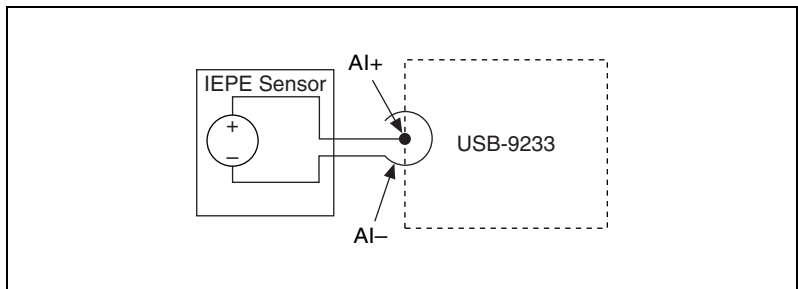 AI+
IEPE Sensor
+
USB-9233
–
AI–